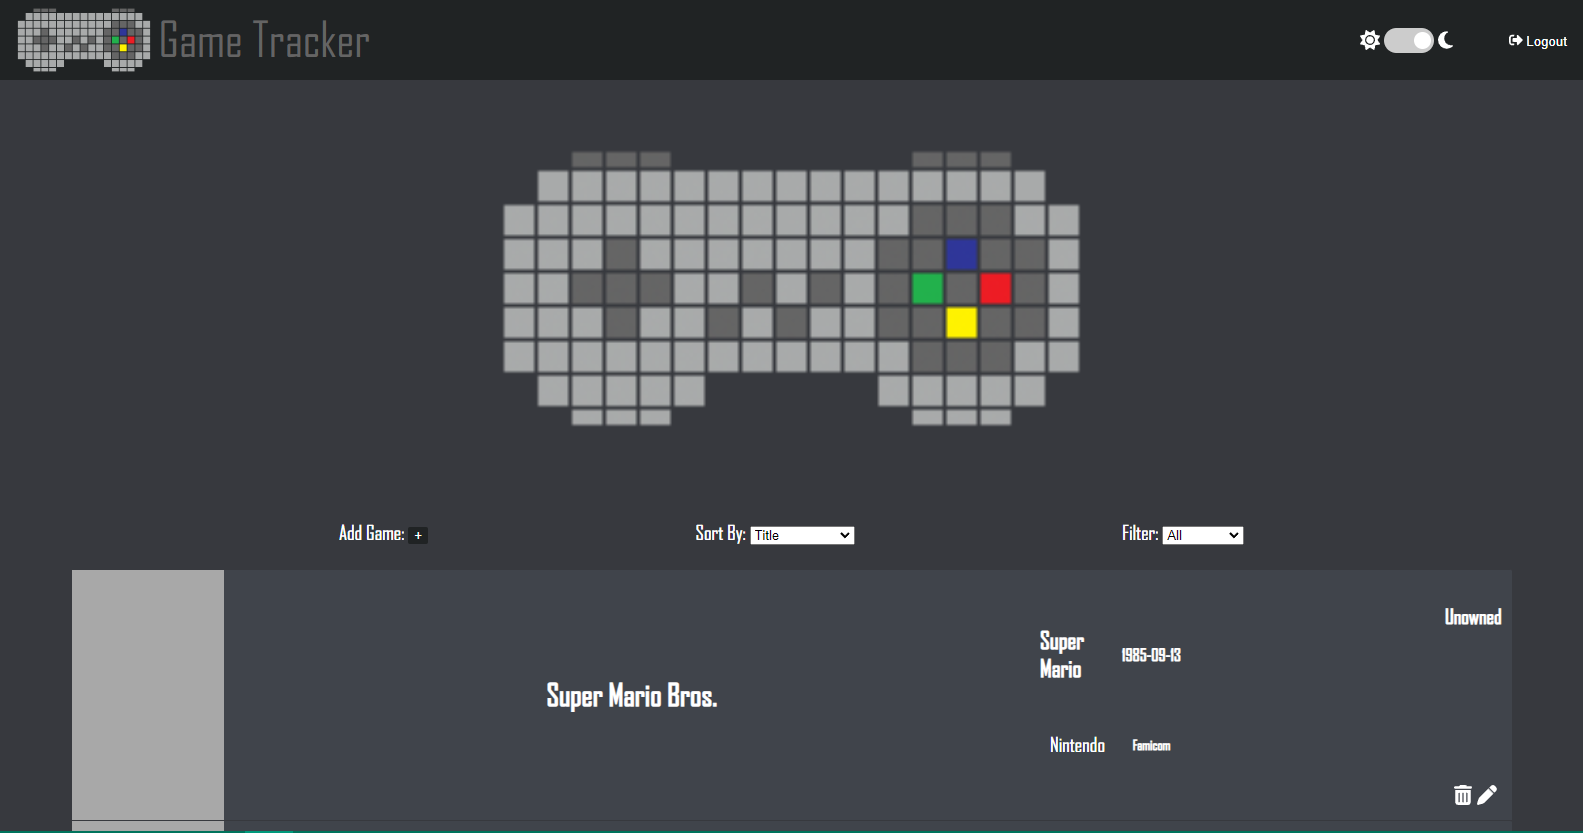 Game Tracker
Logout
Add Game: +
Sort By: Title
Filter: All
Unowned
Super
Mario
1985-09-13
Super Mario Bros.
Nintendo
Famicom